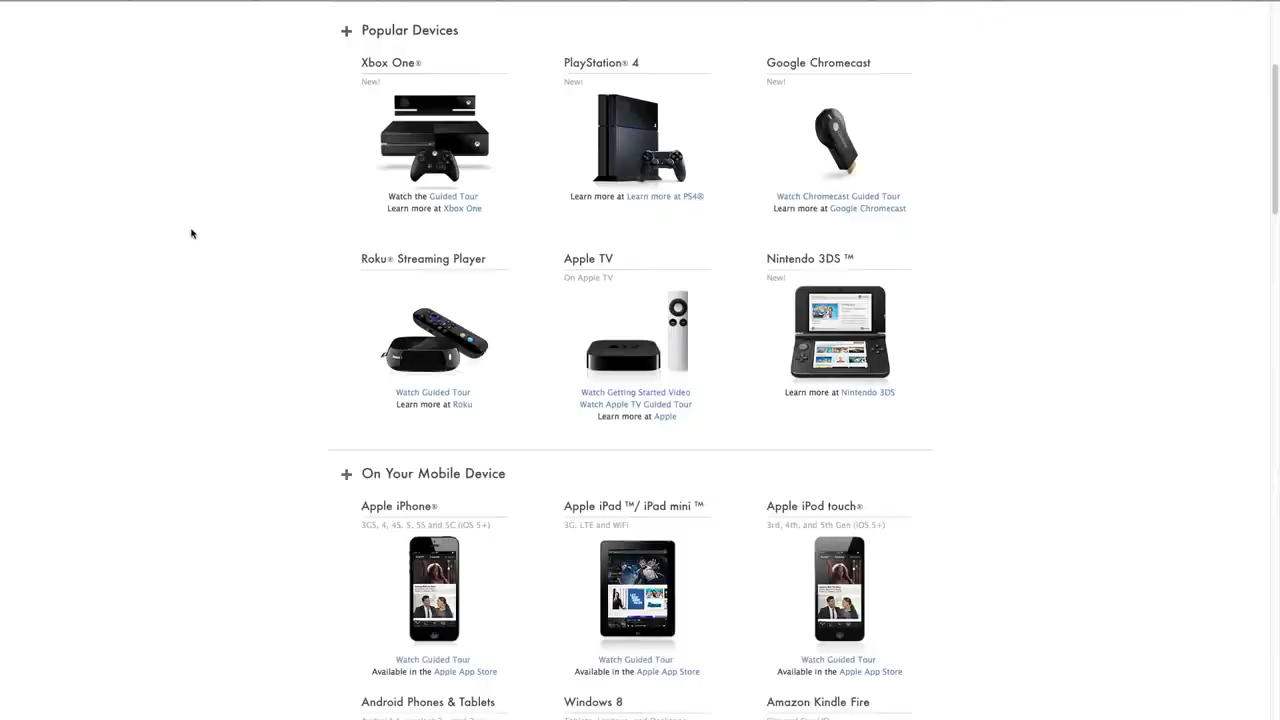 Popular Devices
Xbox One®
New!
Watch the Guided Tour
Learn more at Xbox One
PlayStation® 4
New!
Learn more at Learn more at PS4®
Google Chromecast
New!
Watch Chromecast Guided Tour
Learn more at Google Chromecast
Roku® Streaming Player
Watch Guided Tour
Learn more at Roku
Apple TV
On Apple TV
Watch Getting Started Video
Watch Apple TV Guided Tour
Learn more at Apple
Nintendo 3DS ™
New!
Learn more at Nintendo 3DS
On Your Mobile Device
Apple iPhone®
3GS, 4, 4S, 5, 5S and 5C (iOS 5+)
Watch Guided Tour
Available in the Apple App Store
Apple iPad ™/ iPad mini ™
3G, LTE and WiFi
Watch Guided Tour
Available in the Apple App Store
Apple iPod touch®
3rd, 4th, and 5th Gen (iOS 5+)
Watch Guided Tour
Available in the Apple App Store
Android Phones & Tablets
Windows 8
Amazon Kindle Fire